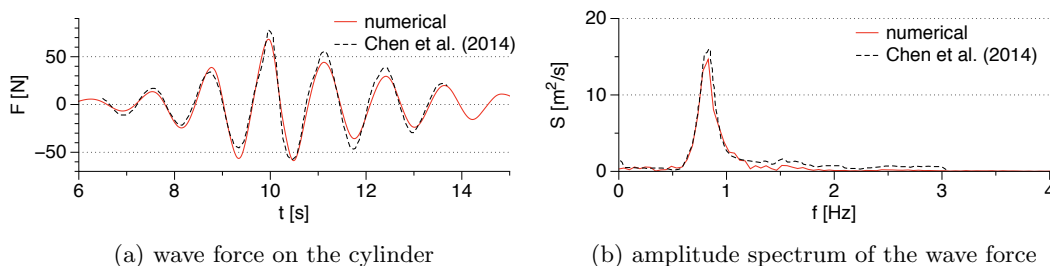 numerical
Chen et al. (2014)
50
0
−50
F [N]
6
8
10
12
14
t [s]
(a) wave force on the cylinder
numerical
Chen et al. (2014)
20
10
0
S [m²/s]
0
1
2
3
4
f [Hz]
(b) amplitude spectrum of the wave force